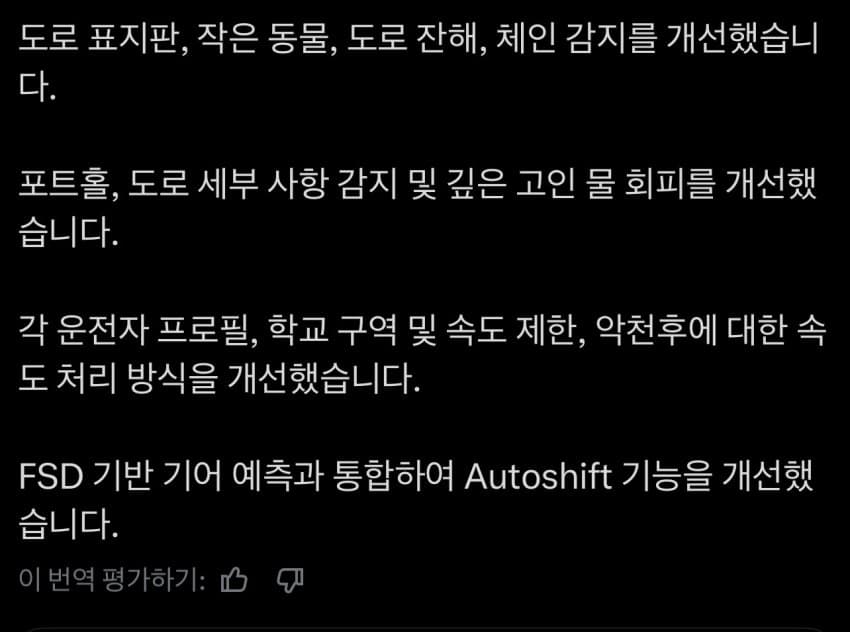 도로 표지판, 작은 동물, 도로 잔해, 체인 감지를 개선했습니
다.
포트홀, 도로 세부 사항 감지 및 깊은 고인 물 회피를 개선했
습니다.
각 운전자 프로필, 학교 구역 및 속도 제한, 악천후에 대한 속
도 처리 방식을 개선했습니다.
FSD 기반 기어 예측과 통합하여 Autoshift 기능을 개선했
습니다.
이 번역 평가하기: